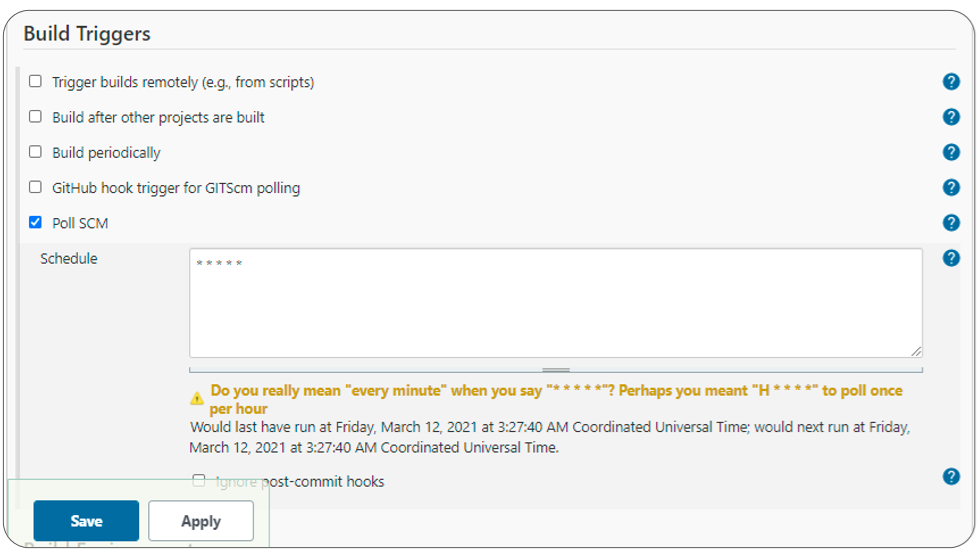 Build Triggers
Trigger builds remotely (e.g., from scripts)
Build after other projects are built
Build periodically
GitHub hook trigger for GITScm polling
Poll SCM
Schedule
* * * * *
Do you really mean "every minute" when you say "* * * * *"? Perhaps you meant "H * * * *" to poll once
per hour
Would last have run at Friday, March 12, 2021 at 3:27:40 AM Coordinated Universal Time; would next run at Friday,
March 12, 2021 at 3:27:40 AM Coordinated Universal Time.
Ignore post-commit hooks
Save
Apply